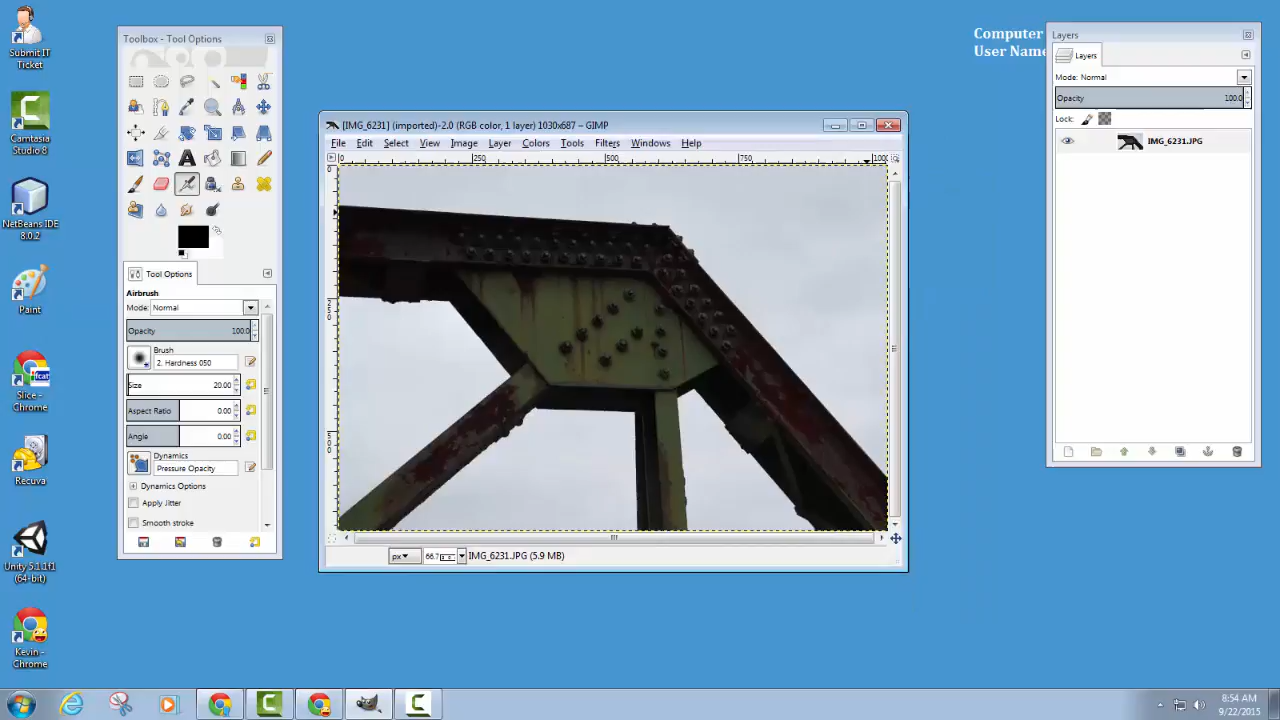 Submit IT
Ticket
Camtasia
Studio 8
NetBeans IDE
8.0.2
Paint
Slice -
Chrome
Recuva
Unity 5.1.1f1
(64-bit)
Kevin -
Chrome
Toolbox - Tool Options
Tool Options
Airbrush
Mode: Normal
Opacity 100.0
Brush
2. Hardness 050
Size 20.00
Aspect Ratio 0.00
Angle 0.00
Dynamics
Pressure Opacity
Dynamics Options
Apply Jitter
Smooth stroke
[IMG_6231] (imported)-2.0 (RGB color, 1 layer) 1030x687 – GIMP
File Edit Select View Image Layer Colors Tools Filters Windows Help
0 250 500 750 1000
0
250
500
px 66.7 IMG_6231.JPG (5.9 MB)
Computer
User Name
Layers
Layers
Mode: Normal
Opacity 100.0
Lock:
IMG_6231.JPG
8:54 AM
9/22/2015